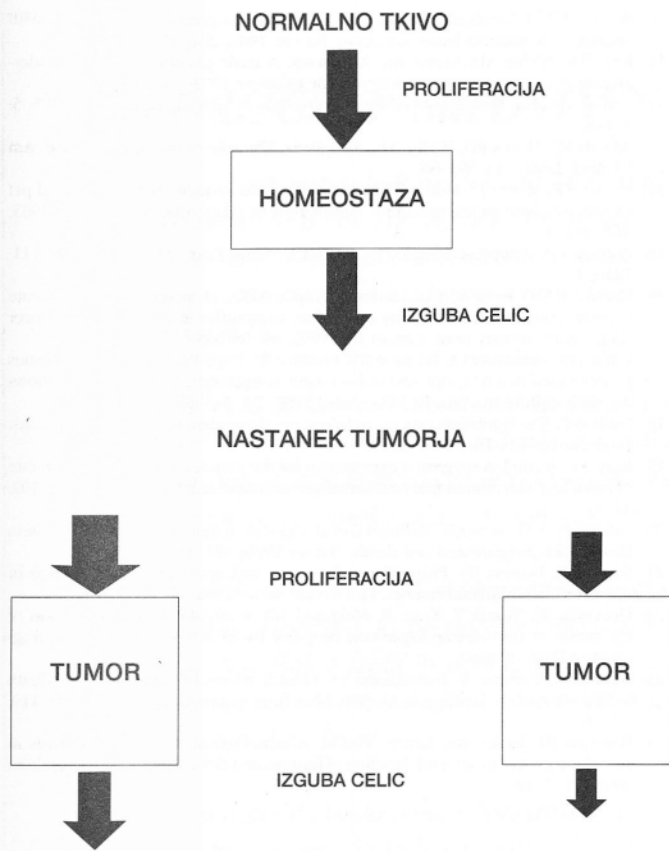 NORMALNO TKIVO
PROLIFERACIJA
HOMEOSTAZA
IZGUBA CELIC
NASTANEK TUMORJA
PROLIFERACIJA
TUMOR
TUMOR
IZGUBA CELIC